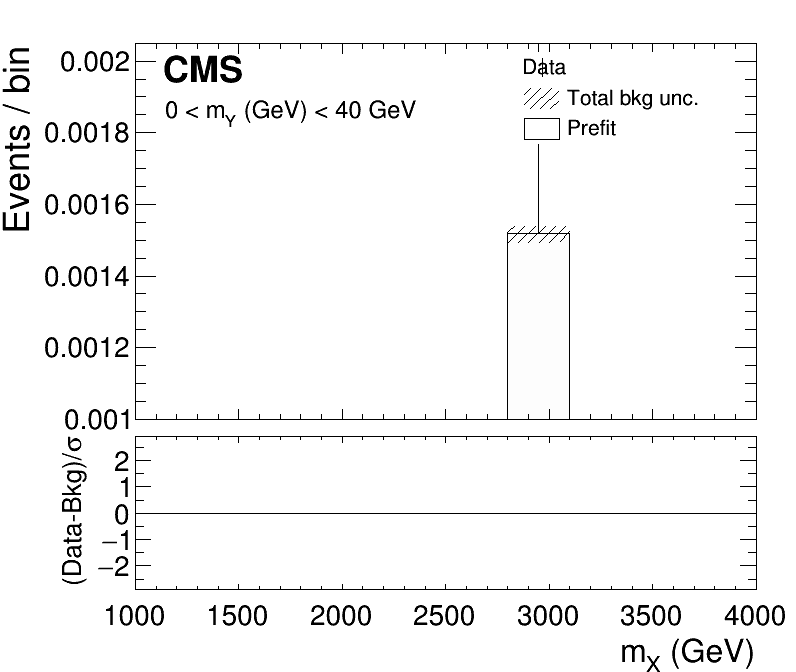 CMS
0 < mY (GeV) < 40 GeV
Data
Total bkg unc.
Prefit
Events / bin
0.002
0.0018
0.0016
0.0014
0.0012
0.001
(Data-Bkg)/σ
2
1
0
−1
−2
1000 1500 2000 2500 3000 3500 4000
mX (GeV)